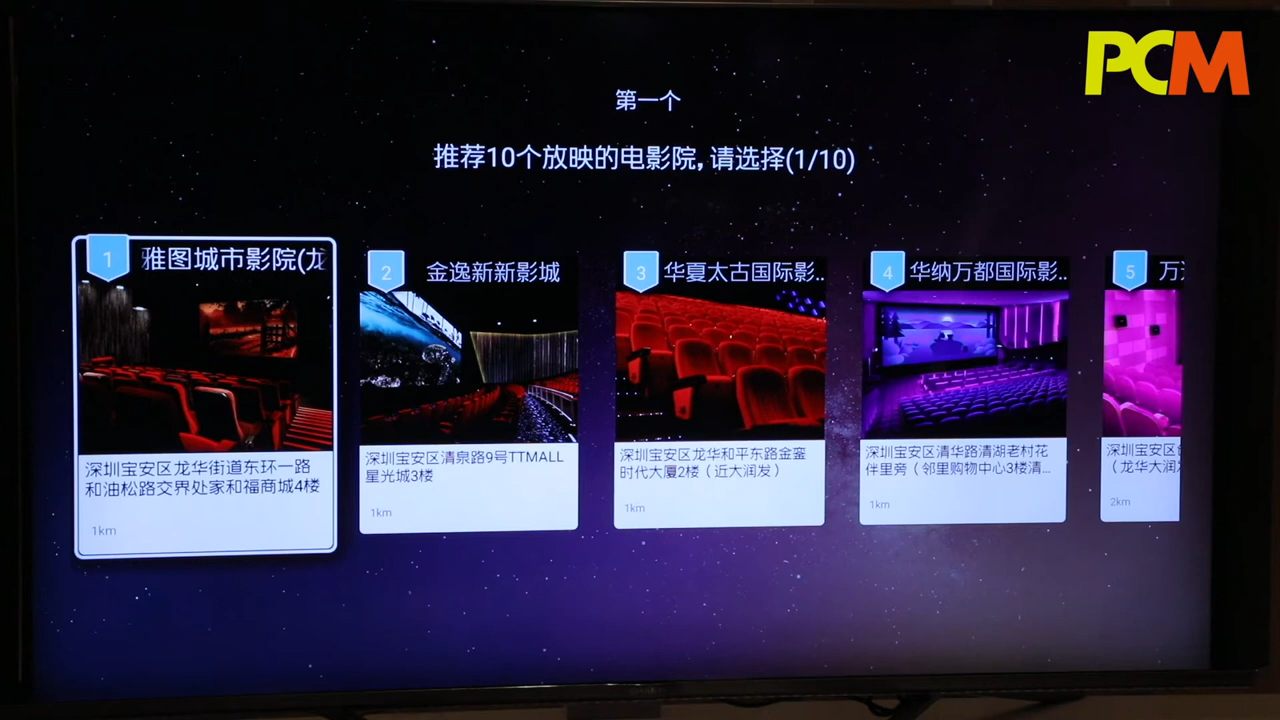 PCM
第一个
推荐10个放映的电影院,请选择(1/10)
1
雅图城市影院(龙
深圳宝安区龙华街道东环一路
和油松路交界处家和福商城4楼
1km
2
金逸新新影城
深圳宝安区清泉路9号TTMALL
星光城3楼
1km
3
华夏太古国际影..
深圳宝安区龙华和平东路金銮
时代大厦2楼（近大润发）
1km
4
华纳万都国际影..
深圳宝安区清华路清湖老村花
伴里旁（邻里购物中心3楼清...
1km
5
万
深圳宝安区
（龙华大润
2km